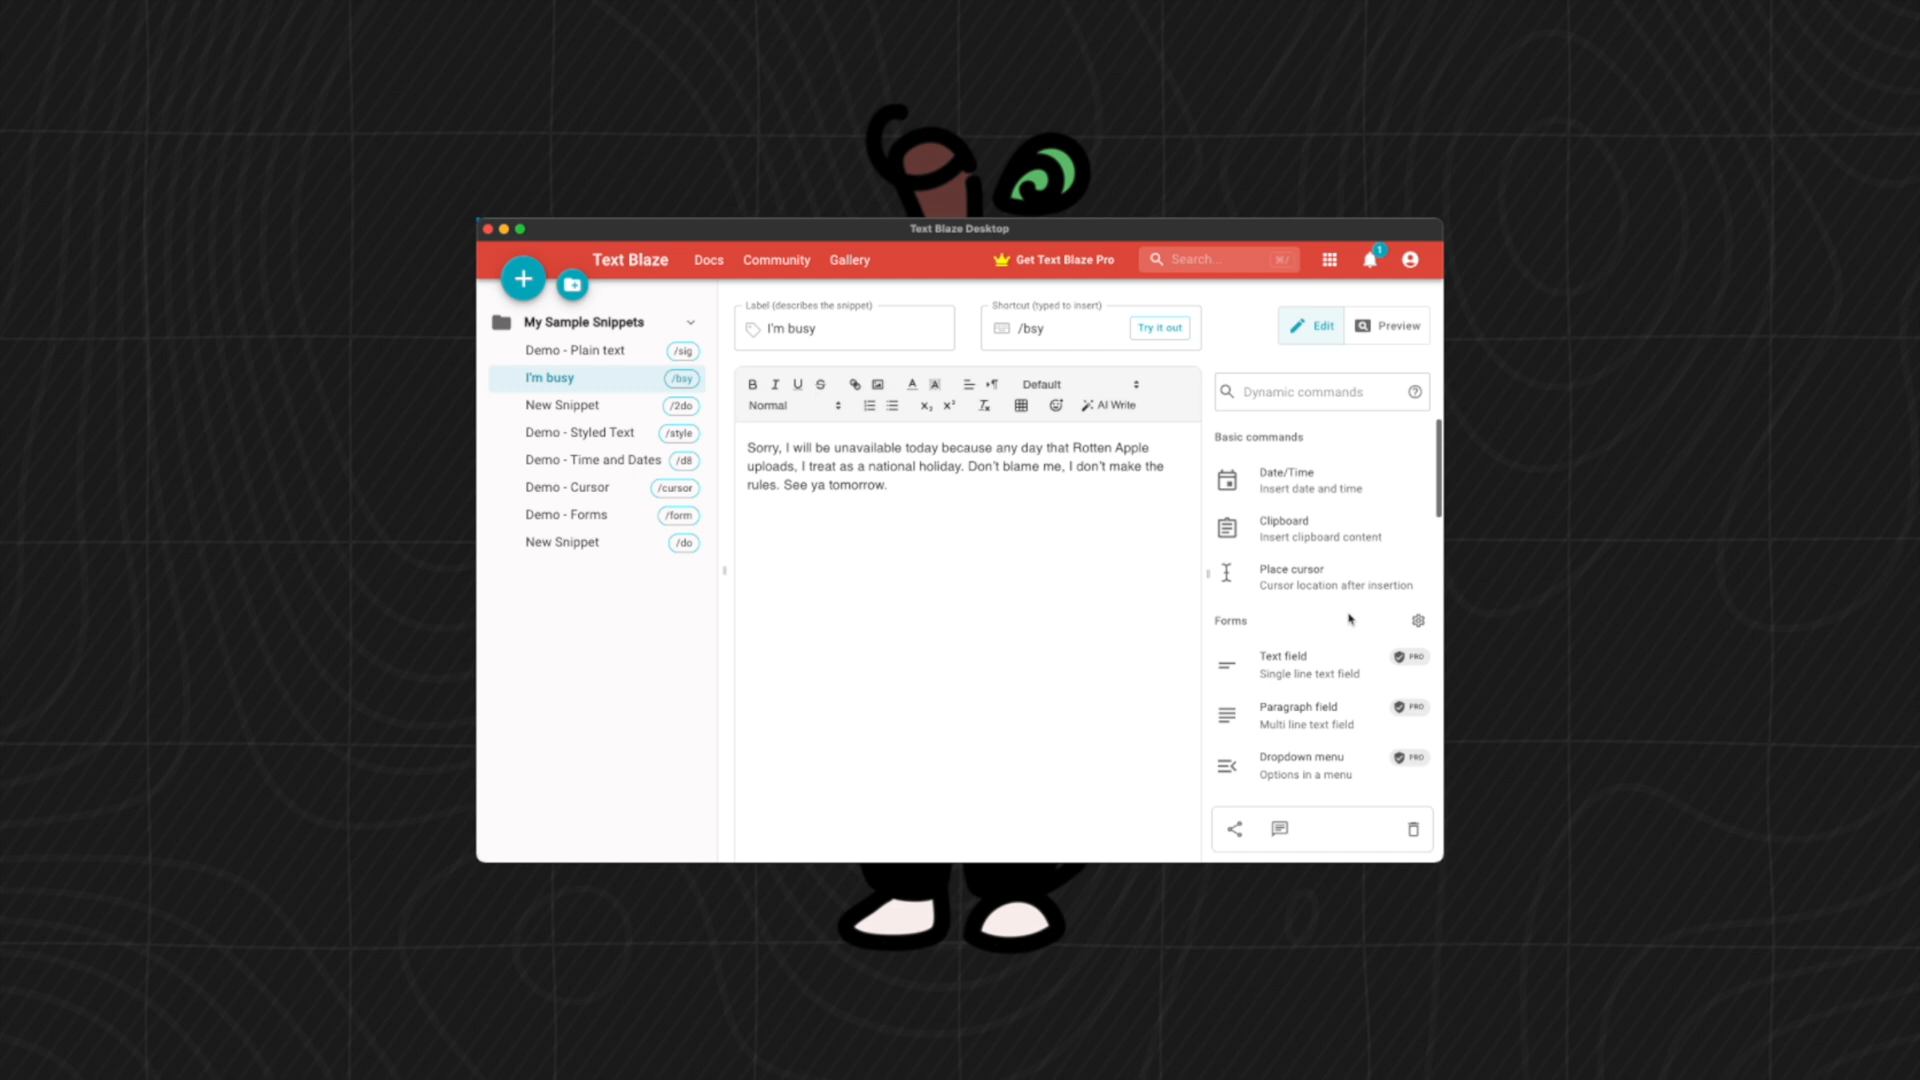 Text Blaze Desktop
Text Blaze
Docs
Community
Gallery
Get Text Blaze Pro
Search...
⌘/
1
My Sample Snippets
Demo - Plain text /sig
I'm busy /bsy
New Snippet /2do
Demo - Styled Text /style
Demo - Time and Dates /d8
Demo - Cursor /cursor
Demo - Forms /form
New Snippet /do
Label (describes the snippet)
I'm busy
Shortcut (typed to insert)
/bsy
Try it out
Edit
Preview
B I U S A A Default
Normal X₂ X² Tx AI Write
Sorry, I will be unavailable today because any day that Rotten Apple
uploads, I treat as a national holiday. Don't blame me, I don't make the
rules. See ya tomorrow.
Dynamic commands
Basic commands
Date/Time
Insert date and time
Clipboard
Insert clipboard content
Place cursor
Cursor location after insertion
Forms
Text field PRO
Single line text field
Paragraph field PRO
Multi line text field
Dropdown menu PRO
Options in a menu